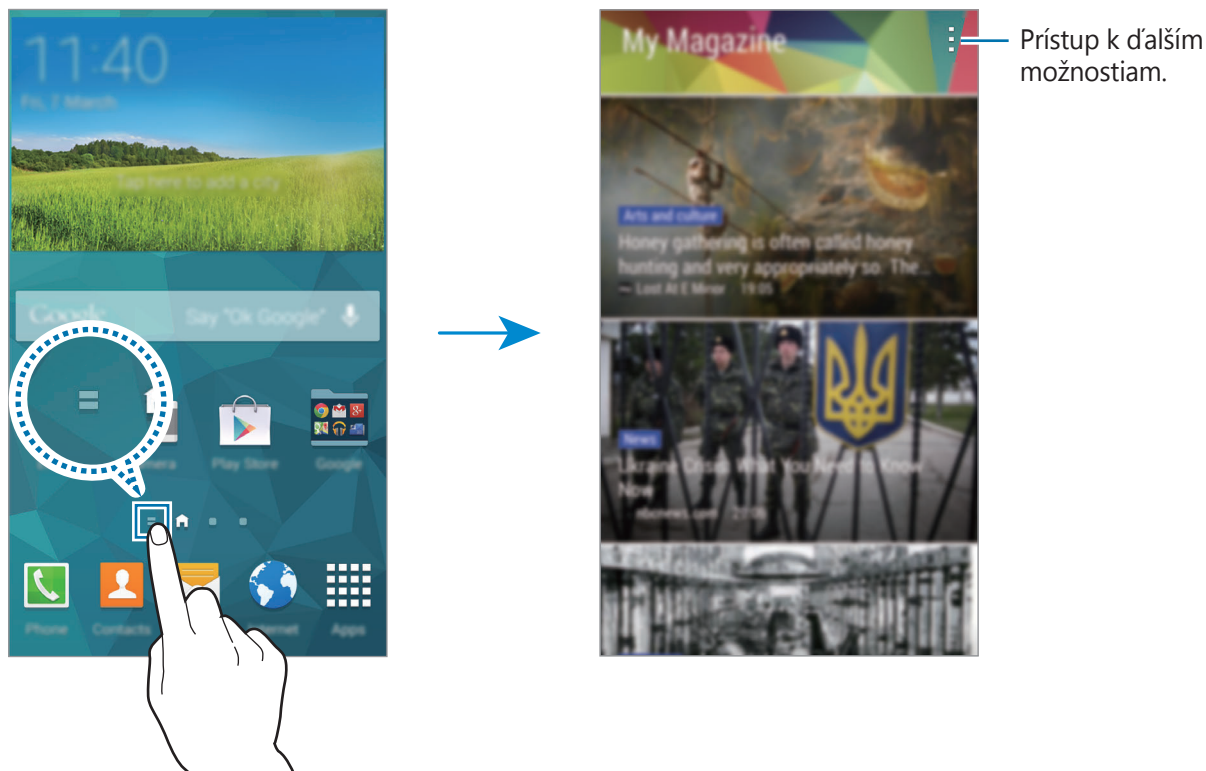 11:40
Fri, 7 March
Tap here to add a city
Google
Say "Ok Google"
Play Store
Google
Phone
Contacts
Apps
My Magazine
Prístup k ďalším
možnostiam.
Arts and culture
Honey gathering is often called honey
hunting and very appropriately so. The...
Lost At E Minor 19:05
News
Ukraine Crisis: What You Need to Know
Now
nbcnews.com